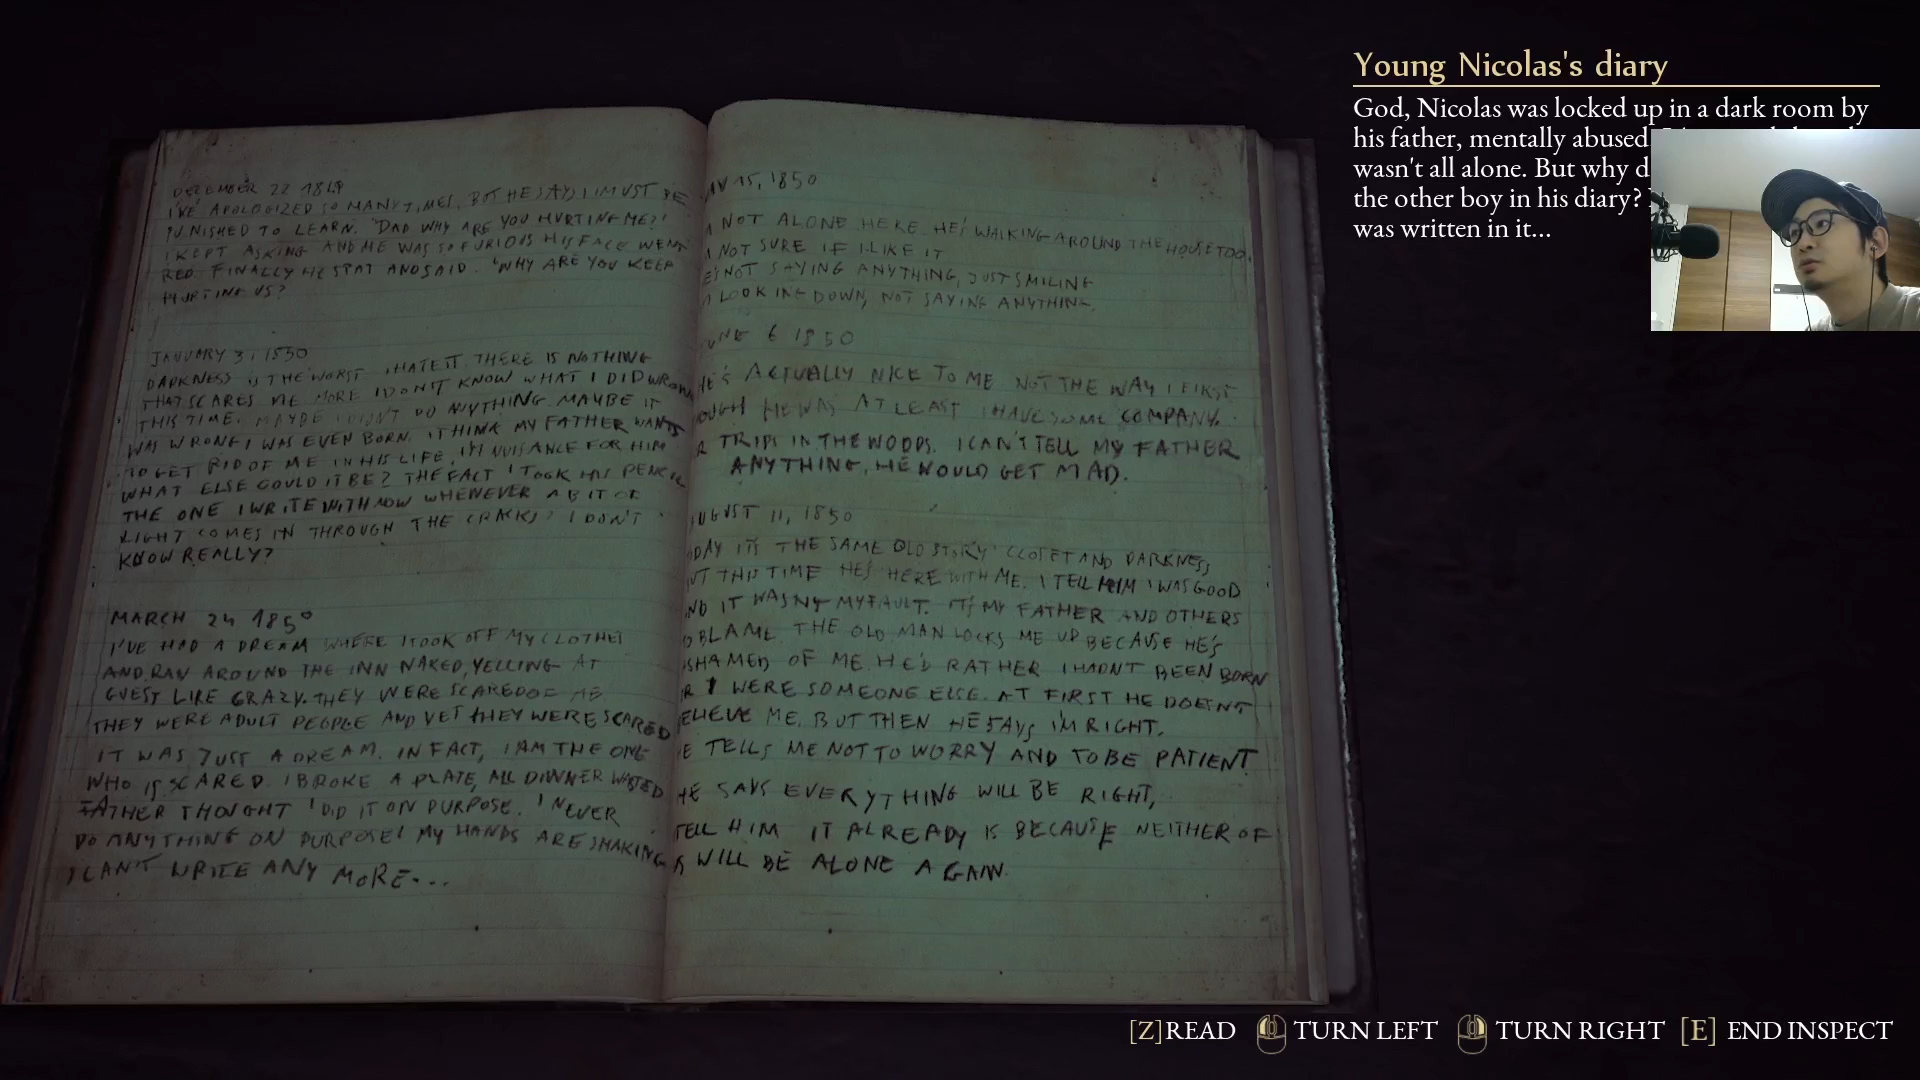 DECEMBER 22 1849
I'VE APOLOGIZED SO MANY TIMES, BUT HE SAYS I MUST BE
PUNISHED TO LEARN. "DAD WHY ARE YOU HURTING ME?"
I KEPT ASKING AND HE WAS SO FURIOUS HIS FACE WENT
RED. FINALLY HE SPAT AND SAID. "WHY ARE YOU KEEP
HURTING US?
JANUARY 3, 1850
DARKNESS IS THE WORST I HATE IT. THERE IS NOTHING
THAT SCARES ME MORE I DON'T KNOW WHAT I DID WRONG
THIS TIME. MAYBE I DIDN'T DO ANYTHING. MAYBE IT
WAS WRONG I WAS EVEN BORN. I THINK MY FATHER WANTS
TO GET RID OF ME IN HIS LIFE, I'M NUISANCE FOR HIM
WHAT ELSE COULD IT BE? THE FACT I TOOK HIS PENCIL
THE ONE I WRITE WITH NOW WHENEVER A BIT OF
LIGHT COMES IN THROUGH THE CRACKS? I DON'T
KNOW REALLY?
MARCH 24 1850
I'VE HAD A DREAM WHERE I TOOK OFF MY CLOTHES
AND RAN AROUND THE INN NAKED, YELLING AT
GUEST LIKE CRAZY. THEY WERE SCARED OF ME
THEY WERE ADULT PEOPLE AND YET THEY WERE SCARED
IT WAS JUST A DREAM. IN FACT, I AM THE ONE
WHO IS SCARED. I BROKE A PLATE, ALL DINNER WASTED
FATHER THOUGHT I DID IT ON PURPOSE. I NEVER
DO ANYTHING ON PURPOSE! MY HANDS ARE SHAKING
I CAN'T WRITE ANY MORE...
15, 1850
NOT ALONE HERE. HE'S WALKING AROUND THE HOUSE TOO.
NOT SURE IF I LIKE IT
E'S NOT SAYING ANYTHING, JUST SMILING
LOOKING DOWN, NOT SAYING ANYTHING.
UNE 6 1850
HE'S ACTUALLY NICE TO ME NOT THE WAY I FIRST
OUGH HE WAS AT LEAST I HAVE SOME COMPANY.
R TRIPS IN THE WOODS. I CAN'T TELL MY FATHER
ANYTHING, HE WOULD GET MAD.
UGUST 11, 1850
ODAY IT'S THE SAME OLD STORY CLOSET AND DARKNESS
UT THIS TIME HE'S HERE WITH ME. I TELL HIM I WAS GOOD
ND IT WASN'T MY FAULT. IT'S MY FATHER AND OTHERS
O BLAME. THE OLD MAN LOCKS ME UP BECAUSE HE'S
SHAMED OF ME. HE'D RATHER I HADN'T BEEN BORN
R I WERE SOMEONE ELSE. AT FIRST HE DOESN'T
ELIEVE ME. BUT THEN HE SAYS I'M RIGHT.
E TELLS ME NOT TO WORRY AND TO BE PATIENT
HE SAYS EVERYTHING WILL BE RIGHT,
TELL HIM IT ALREADY IS BECAUSE NEITHER OF
S WILL BE ALONE AGAIN.
Young Nicolas's diary
God, Nicolas was locked up in a dark room by
his father, mentally abused
wasn't all alone. But why d
the other boy in his diary?
was written in it...
[Z] READ TURN LEFT TURN RIGHT [E] END INSPECT